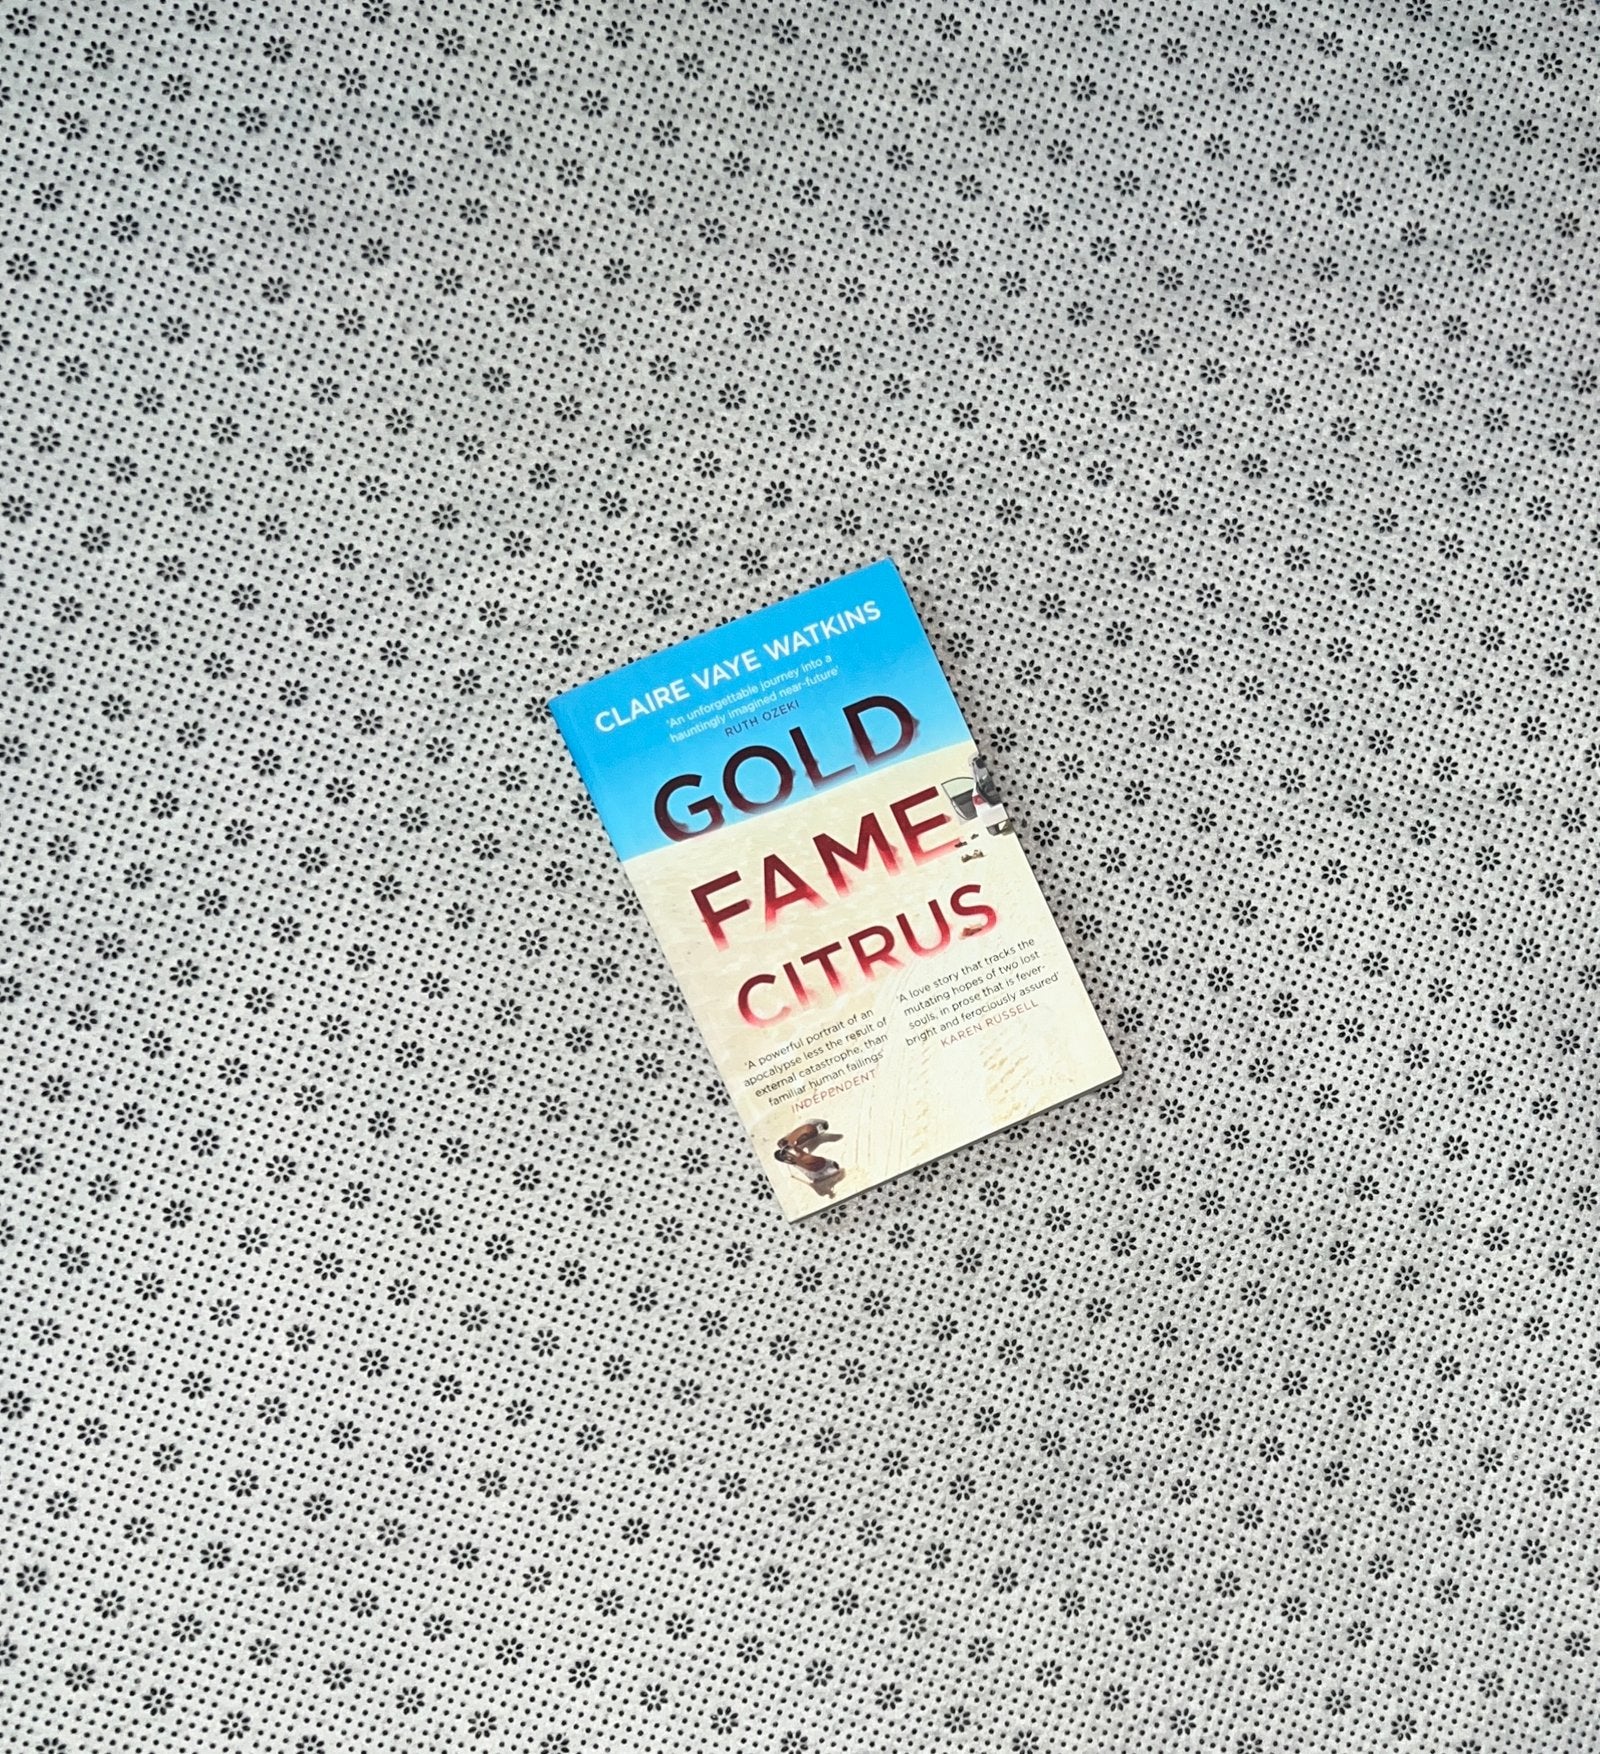 CLAIRE VAYE WATKINS
'An unforgettable journey into a
hauntingly imagined near-future'
RUTH OZEKI
GOLD
FAME
CITRUS
'A powerful portrait of an
apocalypse less the result of
external catastrophe, than
familiar human failings'
INDEPENDENT
'A love story that tracks the
mutating hopes of two lost
souls, in prose that is fever-
bright and ferociously assured'
KAREN RUSSELL